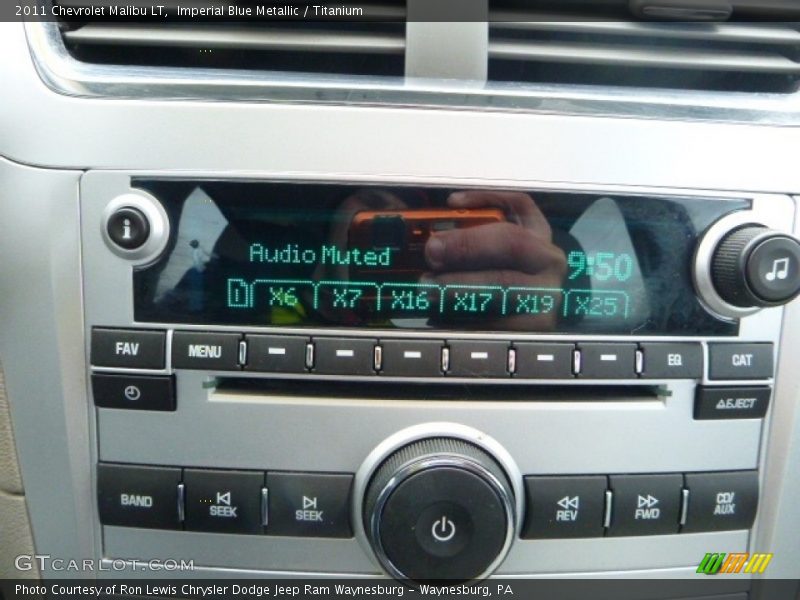 2011 Chevrolet Malibu LT, Imperial Blue Metallic / Titanium
i
Audio Muted 9:50
1 X6 X7 X16 X17 X19 X25
FAV MENU EQ CAT
EJECT
BAND SEEK SEEK REV FWD CD/
AUX
GTCARLOT.COM
Photo Courtesy of Ron Lewis Chrysler Dodge Jeep Ram Waynesburg – Waynesburg, PA